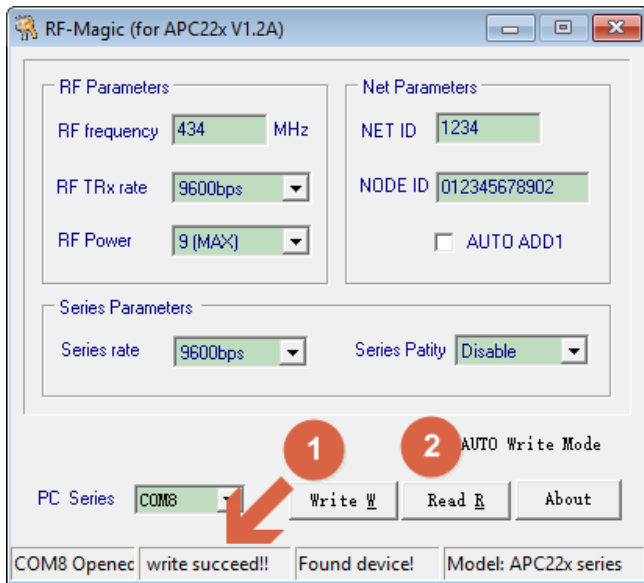 RF-Magic (for APC22x V1.2A)
RF Parameters
RF frequency 434 MHz
RF TRx rate 9600bps
RF Power 9 (MAX)
Net Parameters
NET ID 1234
NODE ID 012345678902
AUTO ADD1
Series Parameters
Series rate 9600bps
Series Patity Disable
1
2
AUTO Write Mode
PC Series COM8
Write W
Read R
About
COM8 Opened
write succeed!!
Found device!
Model: APC22x series